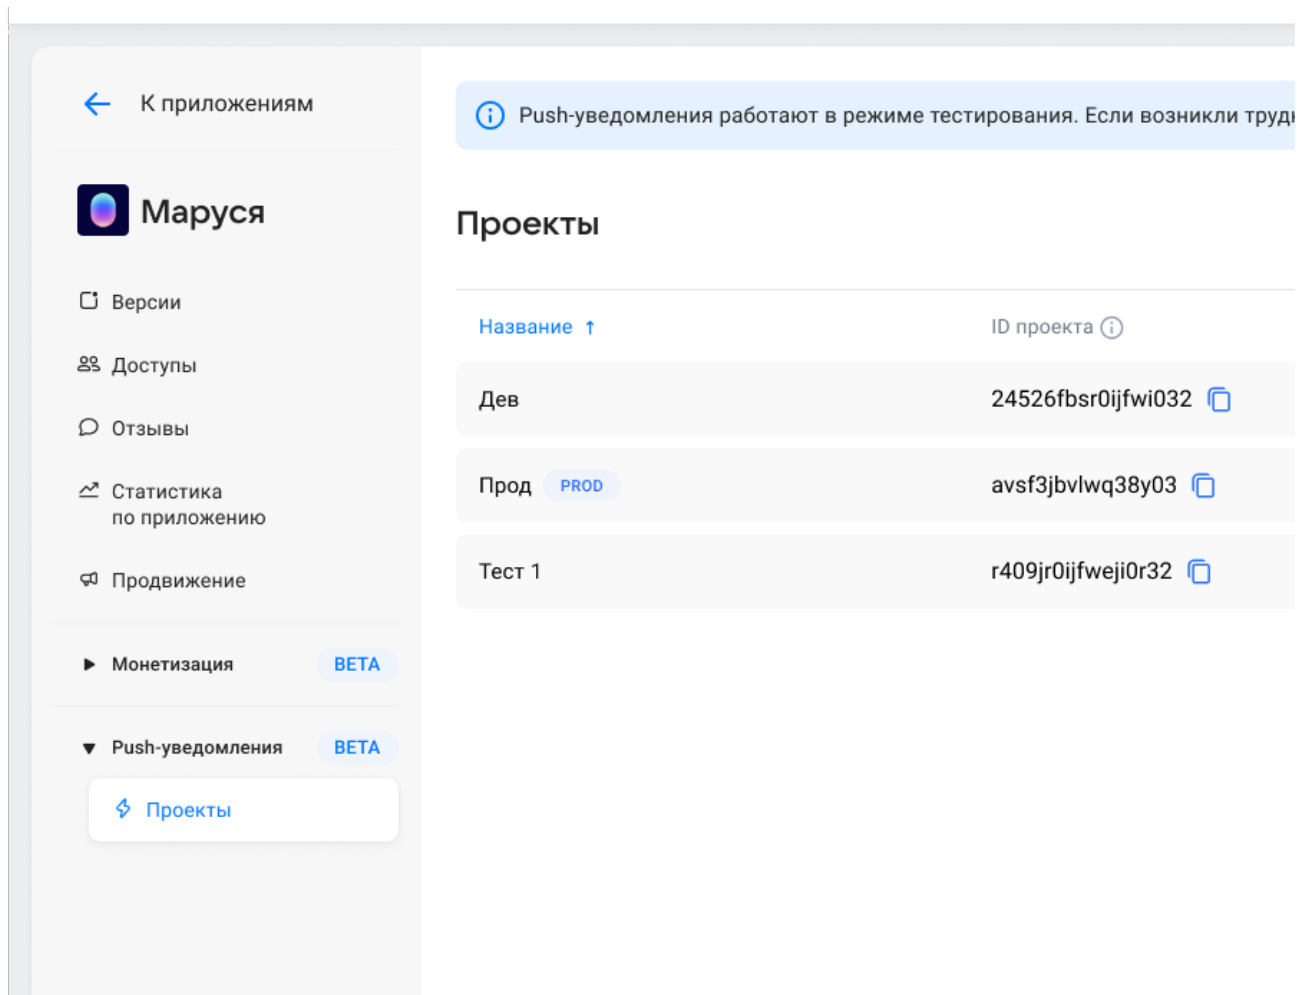 К приложениям
Маруся
Версии
Доступы
Отзывы
Статистика
по приложению
Продвижение
Монетизация BETA
Push-уведомления BETA
Проекты
Push-уведомления работают в режиме тестирования. Если возникли
Проекты
Название ↑ ID проекта
Дев 24526fbsr0ijfwi032
Прод PROD avsf3jbvlwq38y03
Тест 1 r409jr0ijfweji0r32